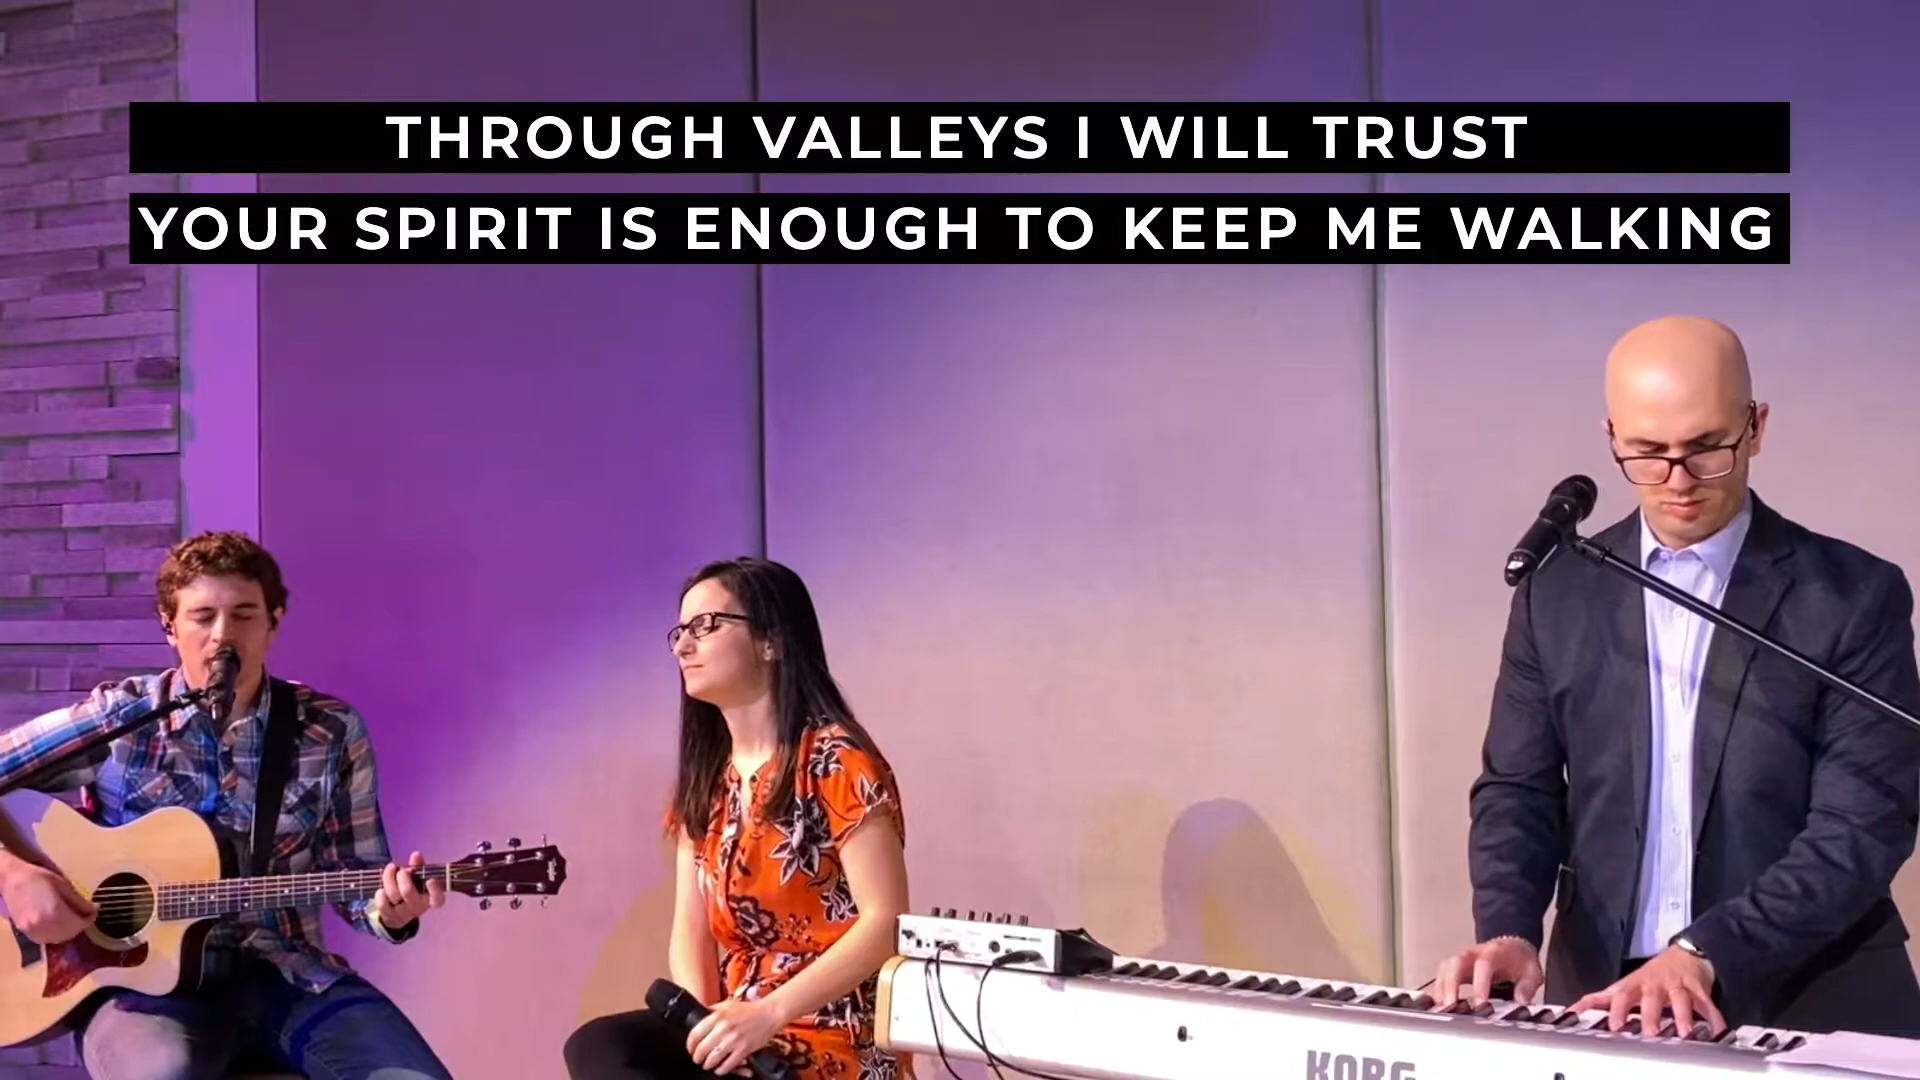 THROUGH VALLEYS I WILL TRUST
YOUR SPIRIT IS ENOUGH TO KEEP ME WALKING
KORG